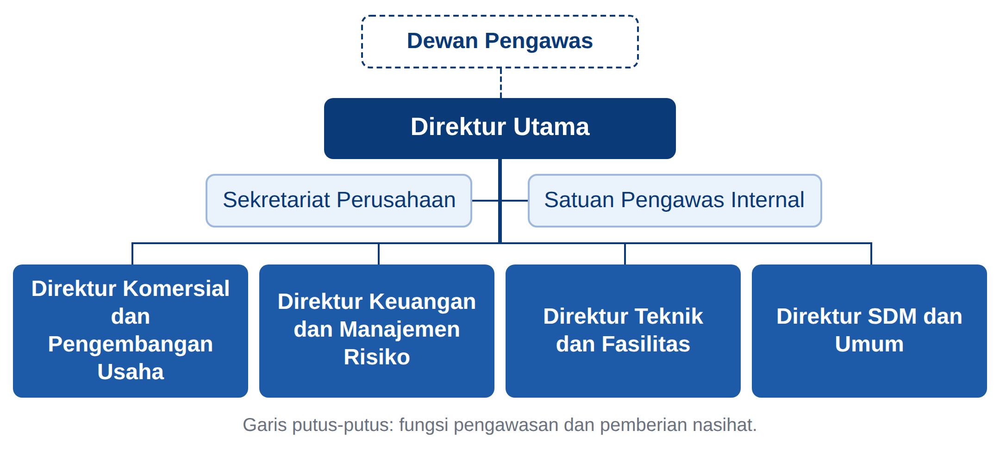 Dewan Pengawas
Direktur Utama
Sekretariat Perusahaan
Satuan Pengawas Internal
Direktur Komersial
dan
Pengembangan
Usaha
Direktur Keuangan
dan Manajemen
Risiko
Direktur Teknik
dan Fasilitas
Direktur SDM dan
Umum
Garis putus-putus: fungsi pengawasan dan pemberian nasihat.